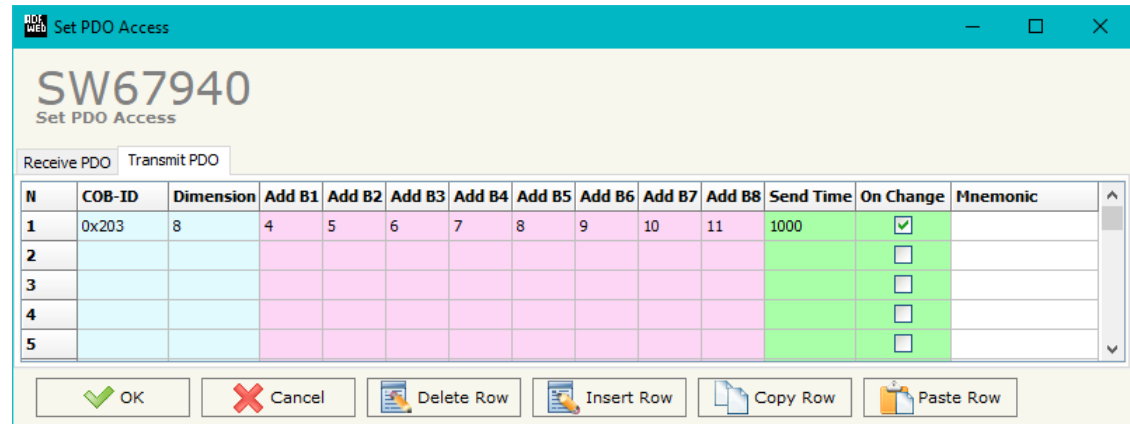 ADF WEB Set PDO Access
SW67940
Set PDO Access
Receive PDO Transmit PDO
N COB-ID Dimension Add B1 Add B2 Add B3 Add B4 Add B5 Add B6 Add B7 Add B8 Send Time On Change Mnemonic
1 0x203 8 4 5 6 7 8 9 10 11 1000
2
3
4
5
OK Cancel Delete Row Insert Row Copy Row Paste Row